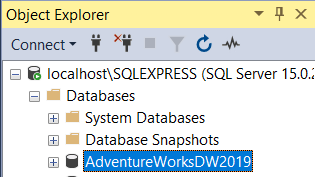 Object Explorer
Connect
localhost\SQLEXPRESS (SQL Server 15.0.2
Databases
System Databases
Database Snapshots
AdventureWorksDW2019